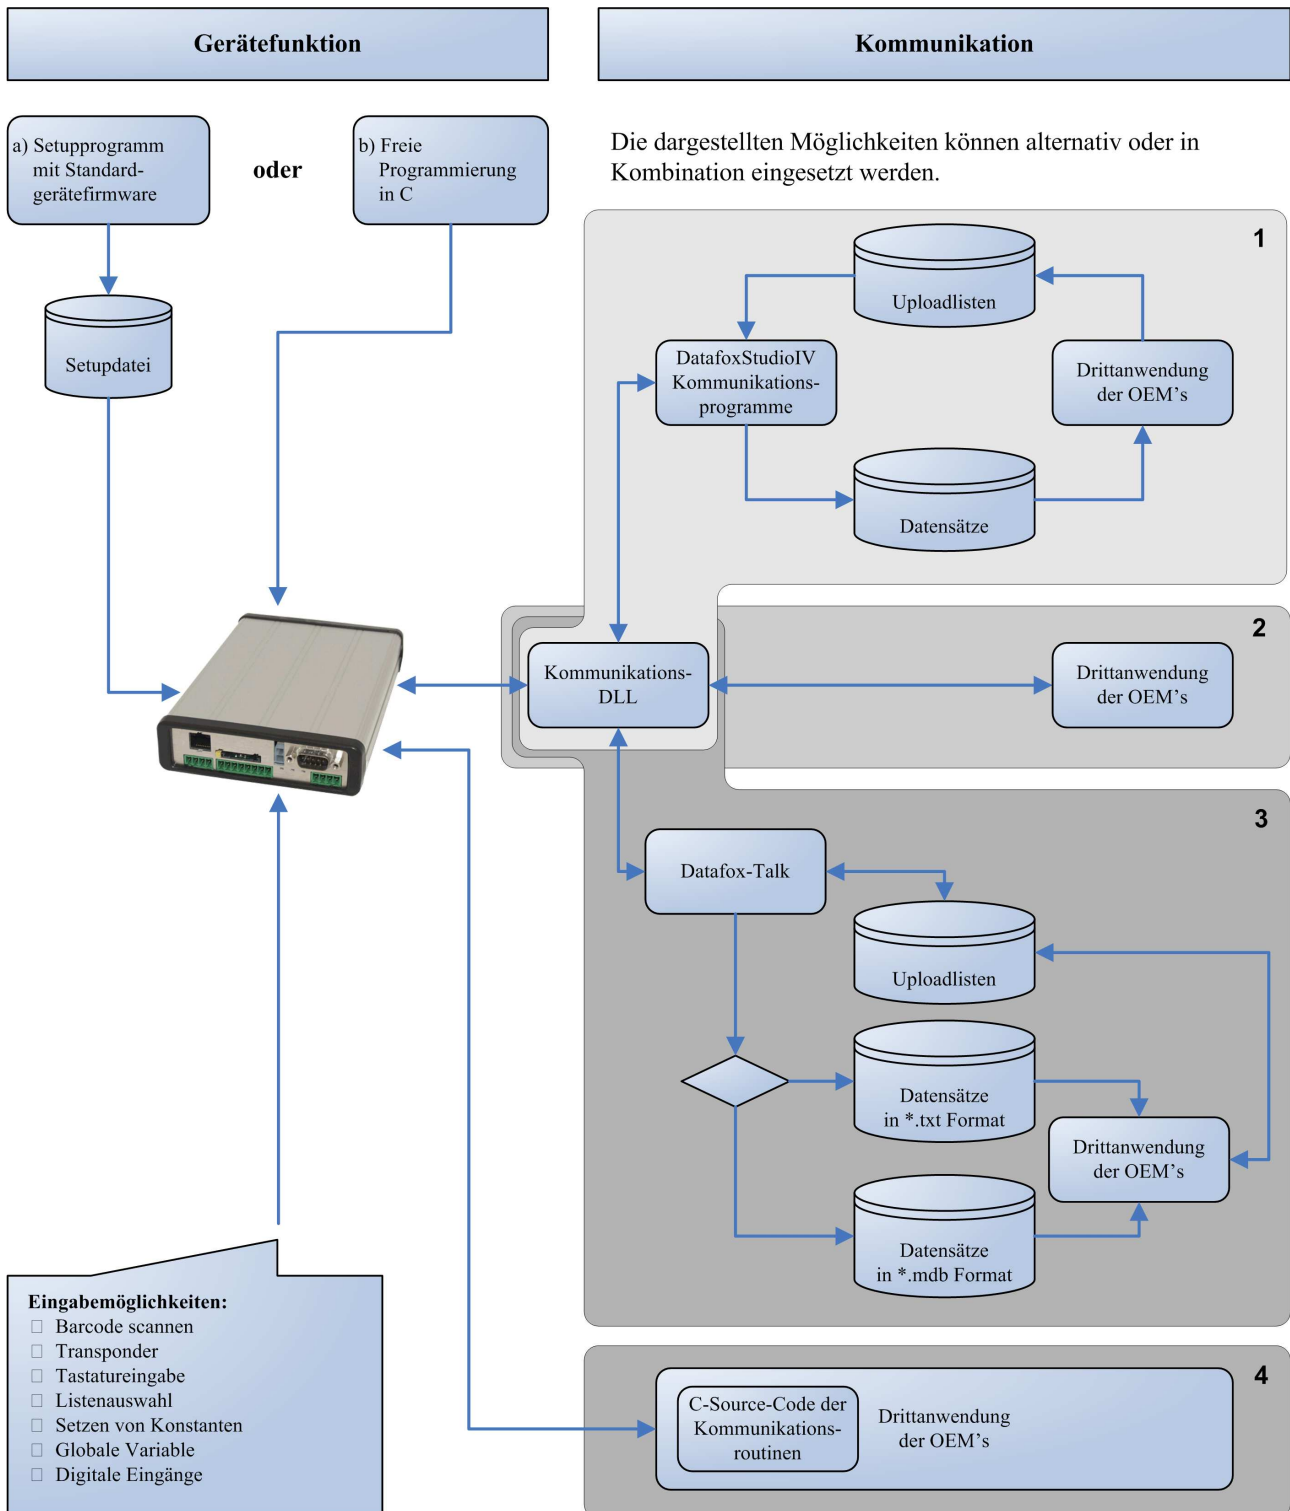 Gerätefunktion
Kommunikation
a) Setupprogramm
mit Standard-
gerätefirmware
oder
b) Freie
Programmierung
in C
Die dargestellten Möglichkeiten können alternativ oder in
Kombination eingesetzt werden.
Setupdatei
1
Uploadlisten
DatafoxStudioIV
Kommunikations-
programme
Drittanwendung
der OEM's
Datensätze
2
Kommunikations-
DLL
Drittanwendung
der OEM's
3
Datafox-Talk
Uploadlisten
Datensätze
in *.txt Format
Drittanwendung
der OEM's
Datensätze
in *.mdb Format
Eingabemöglichkeiten:
Barcode scannen
Transponder
Tastatureingabe
Listenauswahl
Setzen von Konstanten
Globale Variable
Digitale Eingänge
4
C-Source-Code der
Kommunikations-
routinen
Drittanwendung
der OEM's